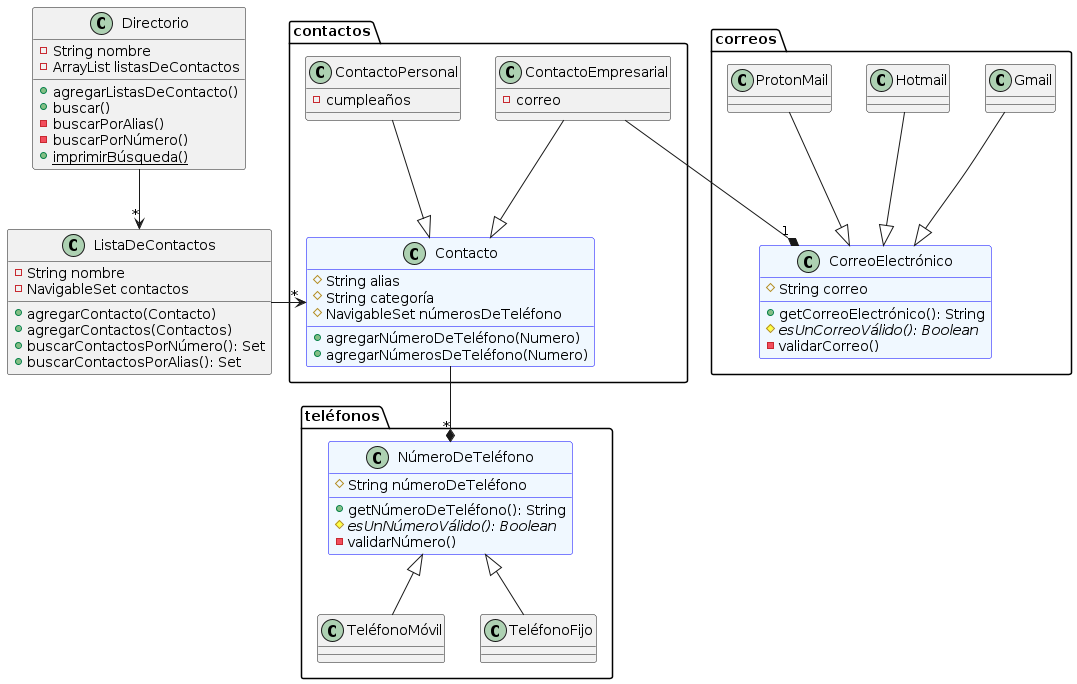 C Directorio
String nombre
ArrayList listasDeContactos
agregarListasDeContacto()
buscar()
buscarPorAlias()
buscarPorNúmero()
imprimirBúsqueda()
*
C ListaDeContactos
String nombre
NavigableSet contactos
agregarContacto(Contacto)
agregarContactos(Contactos)
buscarContactosPorNúmero(): Set
buscarContactosPorAlias(): Set
*
contactos
C ContactoPersonal
cumpleaños
C ContactoEmpresarial
correo
C Contacto
String alias
String categoría
NavigableSet númerosDeTeléfono
agregarNúmeroDeTeléfono(Numero)
agregarNúmerosDeTeléfono(Numero)
*
correos
C ProtonMail
C Hotmail
C Gmail
1
C CorreoElectrónico
String correo
getCorreoElectrónico(): String
esUnCorreoVálido(): Boolean
validarCorreo()
teléfonos
C NúmeroDeTeléfono
String númeroDeTeléfono
getNúmeroDeTeléfono(): String
esUnNúmeroVálido(): Boolean
validarNúmero()
C TeléfonoMóvil
C TeléfonoFijo